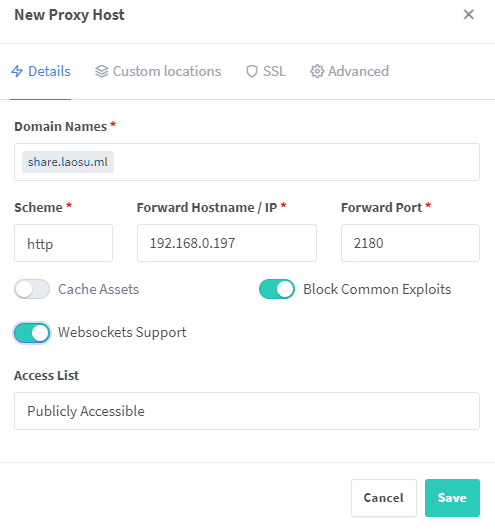 New Proxy Host ×
Details Custom locations SSL Advanced
Domain Names *
share.laosu.ml
Scheme * Forward Hostname / IP * Forward Port *
http 192.168.0.197 2180
Cache Assets Block Common Exploits
Websockets Support
Access List
Publicly Accessible
Cancel Save